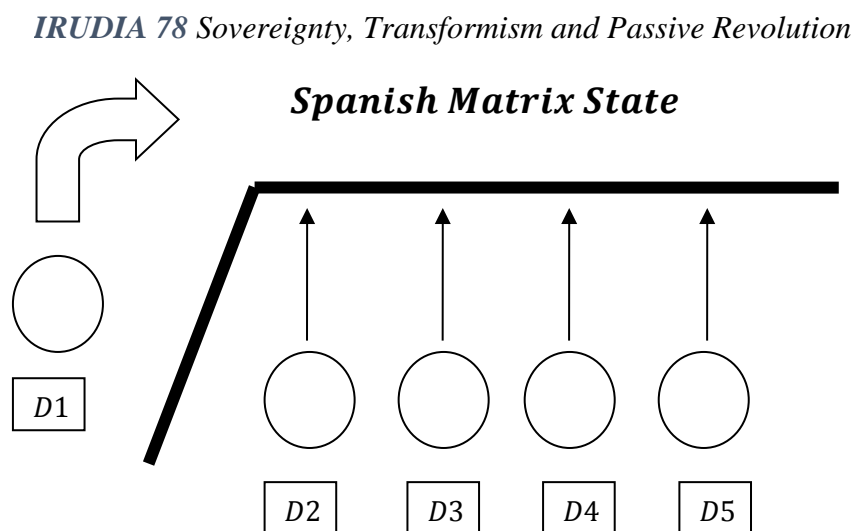 IRUDIA 78 Sovereignty, Transformism and Passive Revolution
Spanish Matrix State
D1
D2
D3
D4
D5